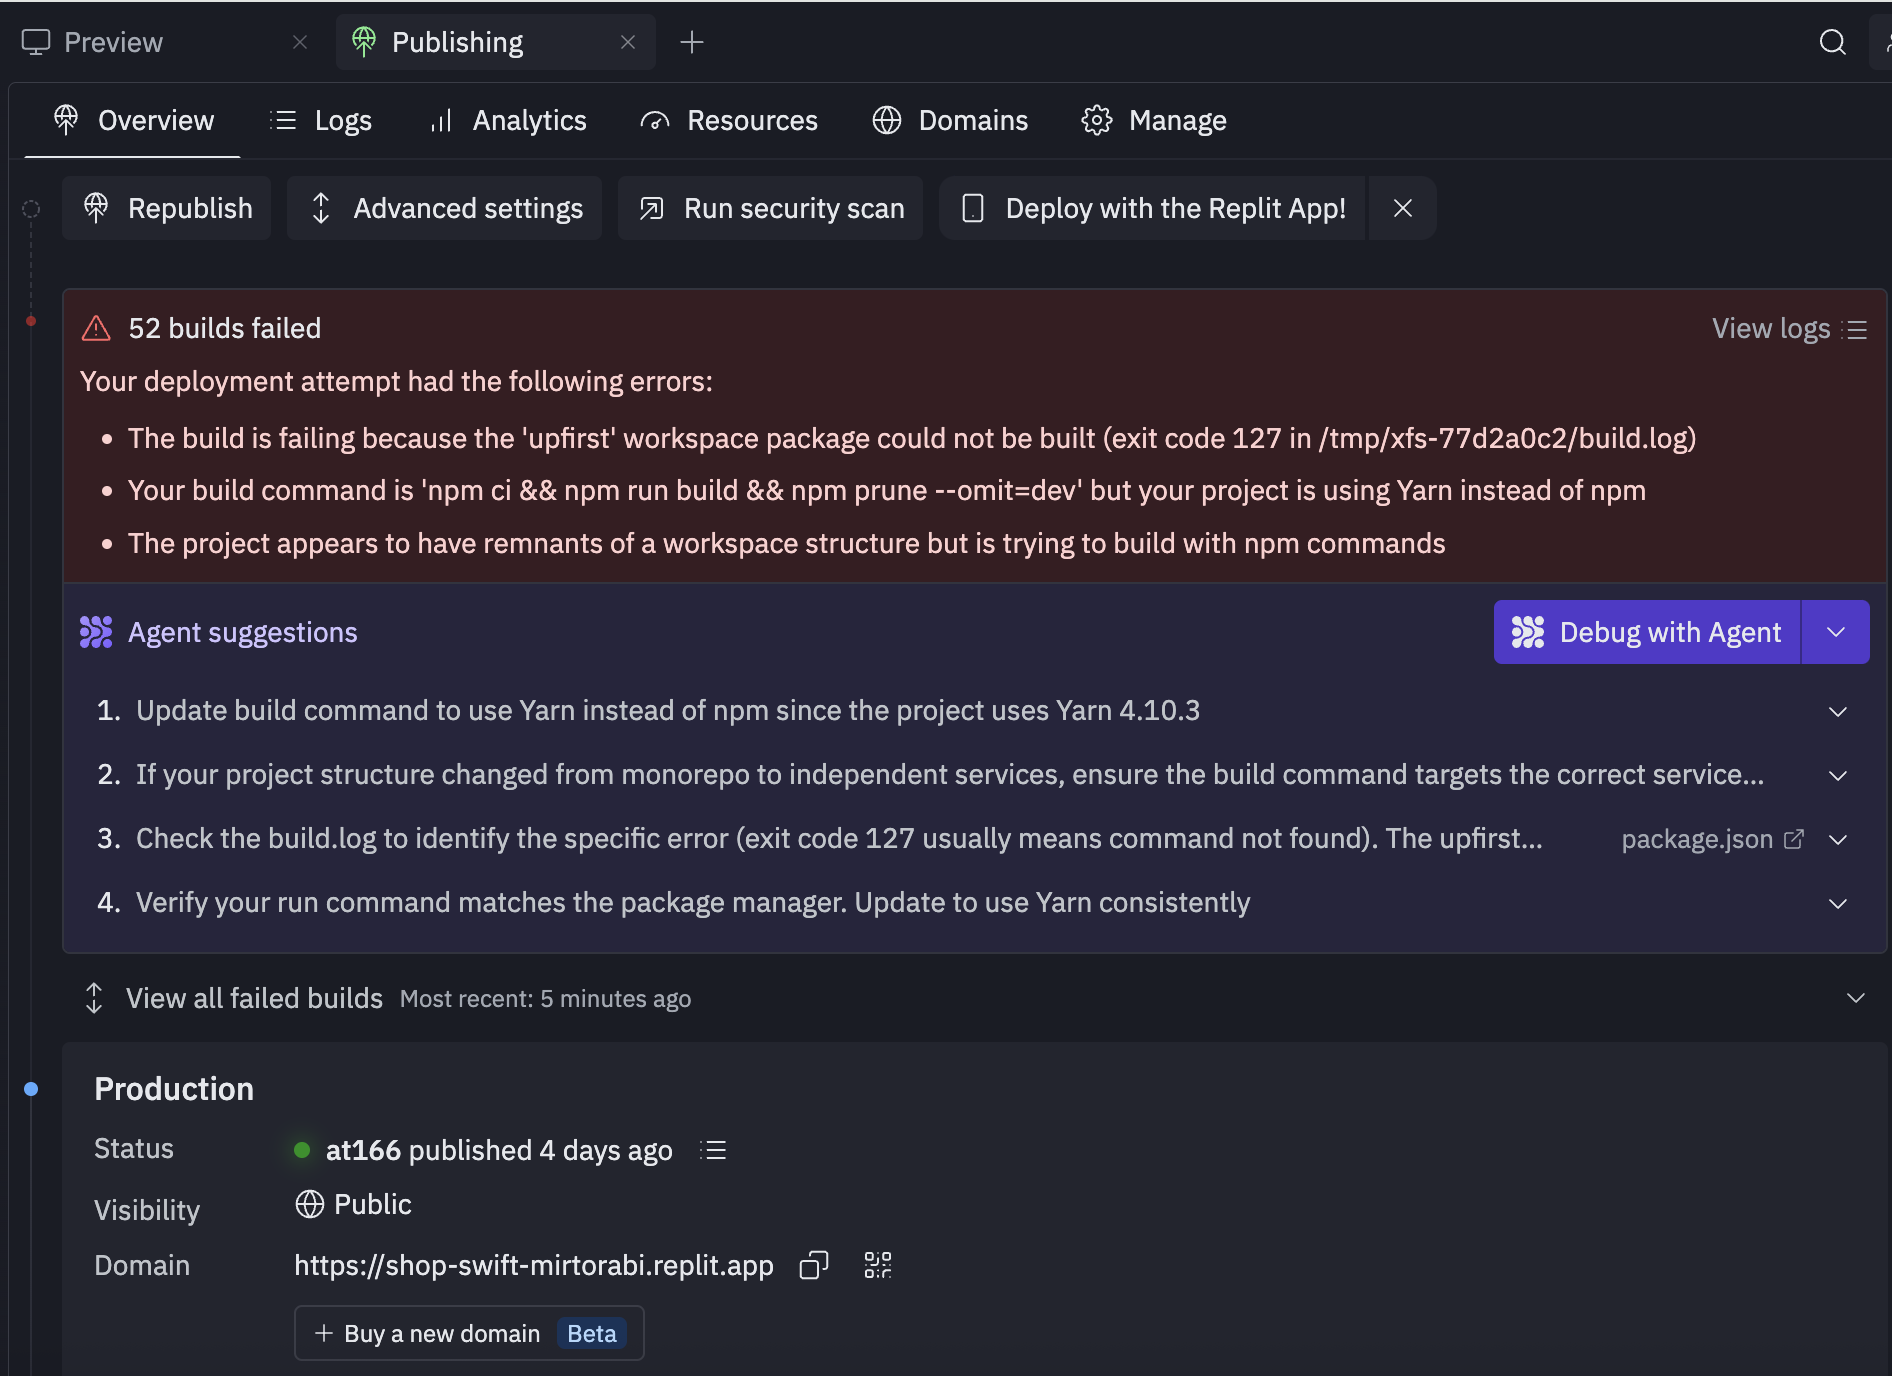 Preview
Publishing
Overview
Logs
Analytics
Resources
Domains
Manage
Republish
Advanced settings
Run security scan
Deploy with the Replit App!
52 builds failed
View logs
Your deployment attempt had the following errors:
• The build is failing because the 'upfirst' workspace package could not be built (exit code 127 in /tmp/xfs-77d2a0c2/build.log)
• Your build command is 'npm ci && npm run build && npm prune --omit=dev' but your project is using Yarn instead of npm
• The project appears to have remnants of a workspace structure but is trying to build with npm commands
Agent suggestions
Debug with Agent
1. Update build command to use Yarn instead of npm since the project uses Yarn 4.10.3
2. If your project structure changed from monorepo to independent services, ensure the build command targets the correct service...
3. Check the build.log to identify the specific error (exit code 127 usually means command not found). The upfirst...
package.json
4. Verify your run command matches the package manager. Update to use Yarn consistently
View all failed builds
Most recent: 5 minutes ago
Production
Status
at166 published 4 days ago
Visibility
Public
Domain
https://shop-swift-mirtorabi.replit.app
+ Buy a new domain
Beta